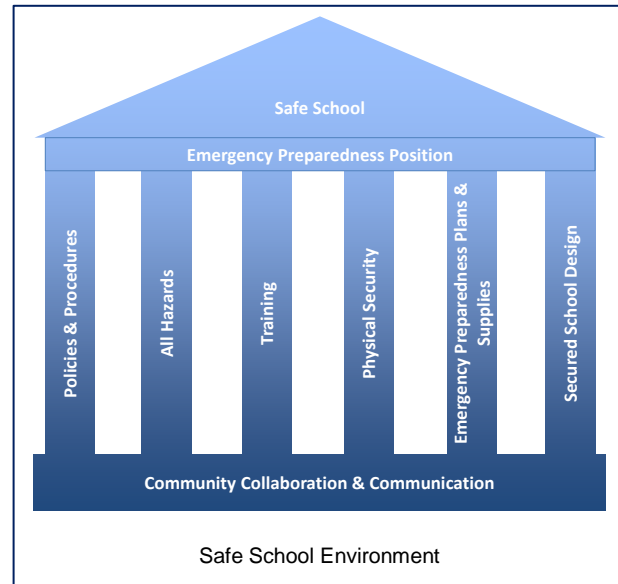 Safe School
Emergency Preparedness Position
Policies & Procedures
All Hazards
Training
Physical Security
Emergency Preparedness Plans &
Supplies
Secured School Design
Community Collaboration & Communication
Safe School Environment